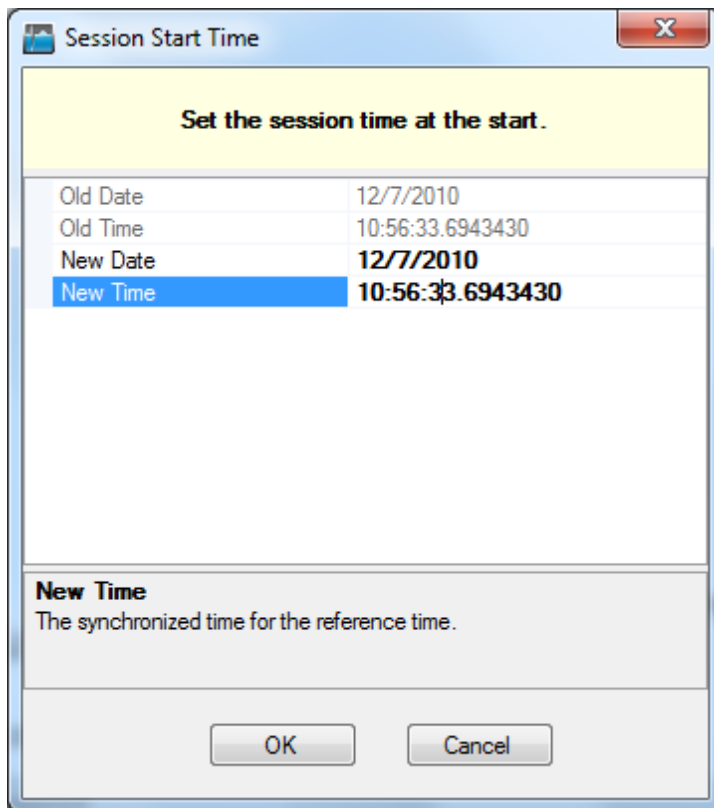 Session Start Time
Set the session time at the start.
Old Date 12/7/2010
Old Time 10:56:33.6943430
New Date 12/7/2010
New Time 10:56:33.6943430
New Time
The synchronized time for the reference time.
OK Cancel